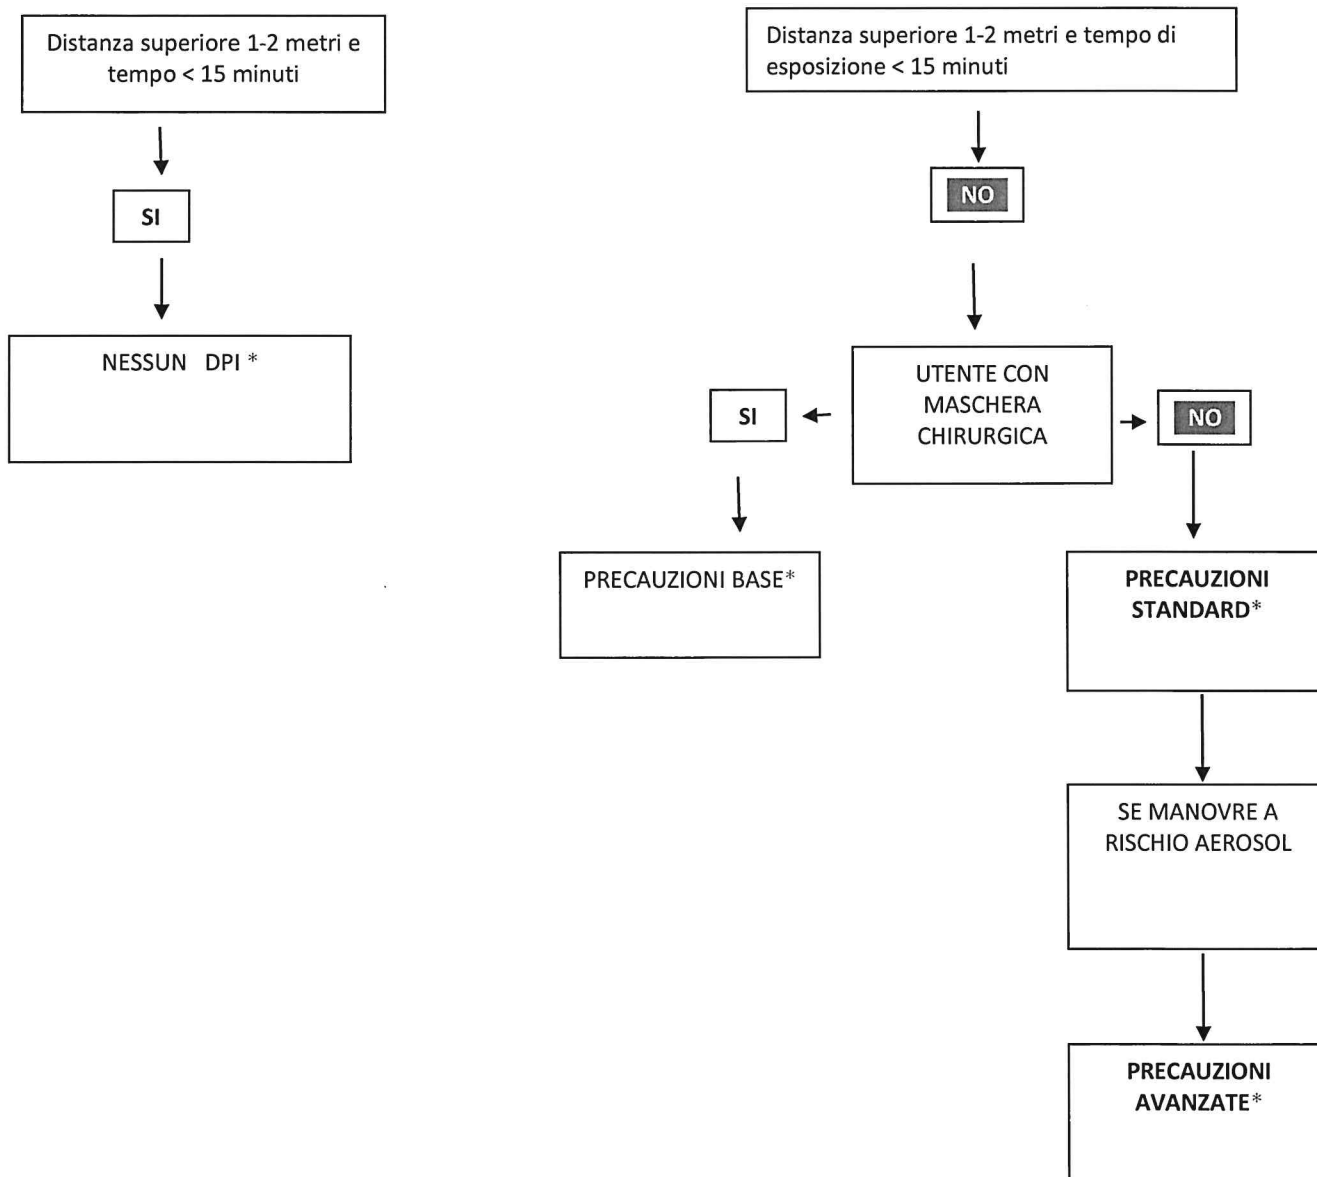 Distanza superiore 1-2 metri e
tempo < 15 minuti
SI
NESSUN DPI *
Distanza superiore 1-2 metri e tempo di
esposizione < 15 minuti
NO
UTENTE CON
MASCHERA
CHIRURGICA
SI
NO
PRECAUZIONI BASE*
PRECAUZIONI
STANDARD*
SE MANOVRE A
RISCHIO AEROSOL
PRECAUZIONI
AVANZATE*